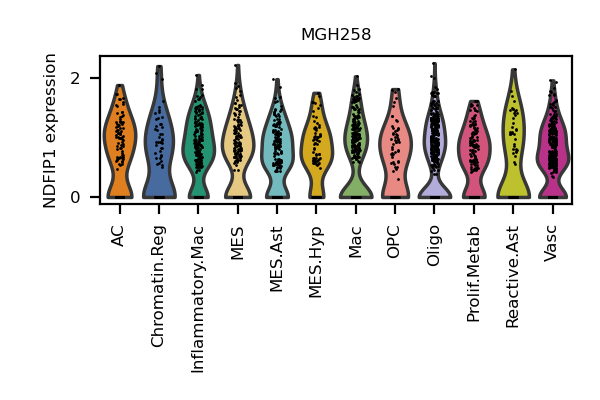 MGH258
NDFIP1 expression
2
0
AC
Chromatin.Reg
Inflammatory.Mac
MES
MES.Ast
MES.Hyp
Mac
OPC
Oligo
Prolif.Metab
Reactive.Ast
Vasc